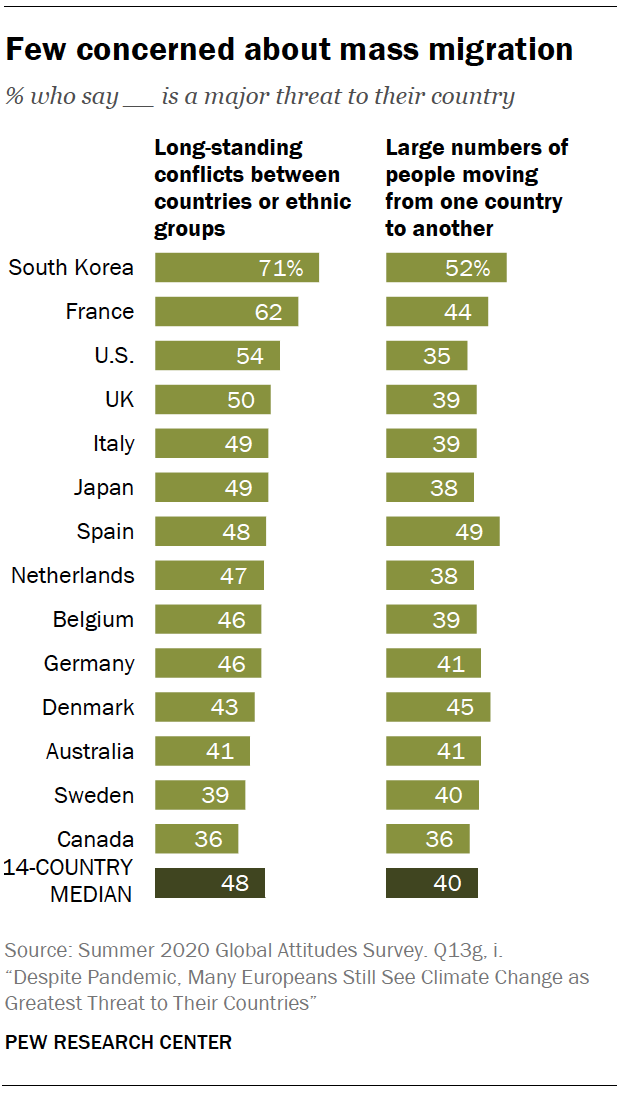 Few concerned about mass migration
% who say __ is a major threat to their country
Long-standing
conflicts between
countries or ethnic
groups
Large numbers of
people moving
from one country
to another
South Korea 71% 52%
France 62 44
U.S. 54 35
UK 50 39
Italy 49 39
Japan 49 38
Spain 48 49
Netherlands 47 38
Belgium 46 39
Germany 46 41
Denmark 43 45
Australia 41 41
Sweden 39 40
Canada 36 36
14-COUNTRY
MEDIAN 48 40
Source: Summer 2020 Global Attitudes Survey. Q13g, i.
“Despite Pandemic, Many Europeans Still See Climate Change as
Greatest Threat to Their Countries”
PEW RESEARCH CENTER